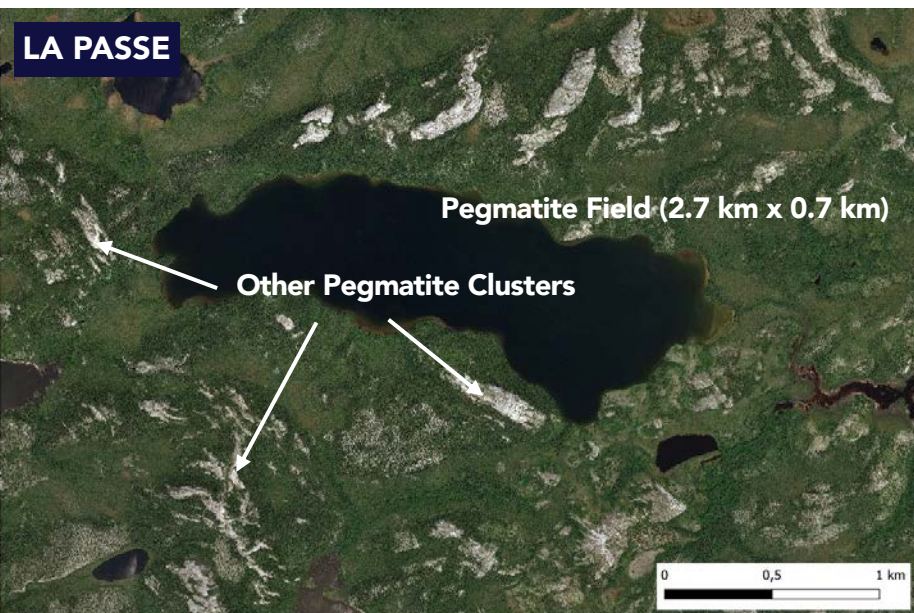 LA PASSE
Pegmatite Field (2.7 km x 0.7 km)
Other Pegmatite Clusters
0 0,5 1 km